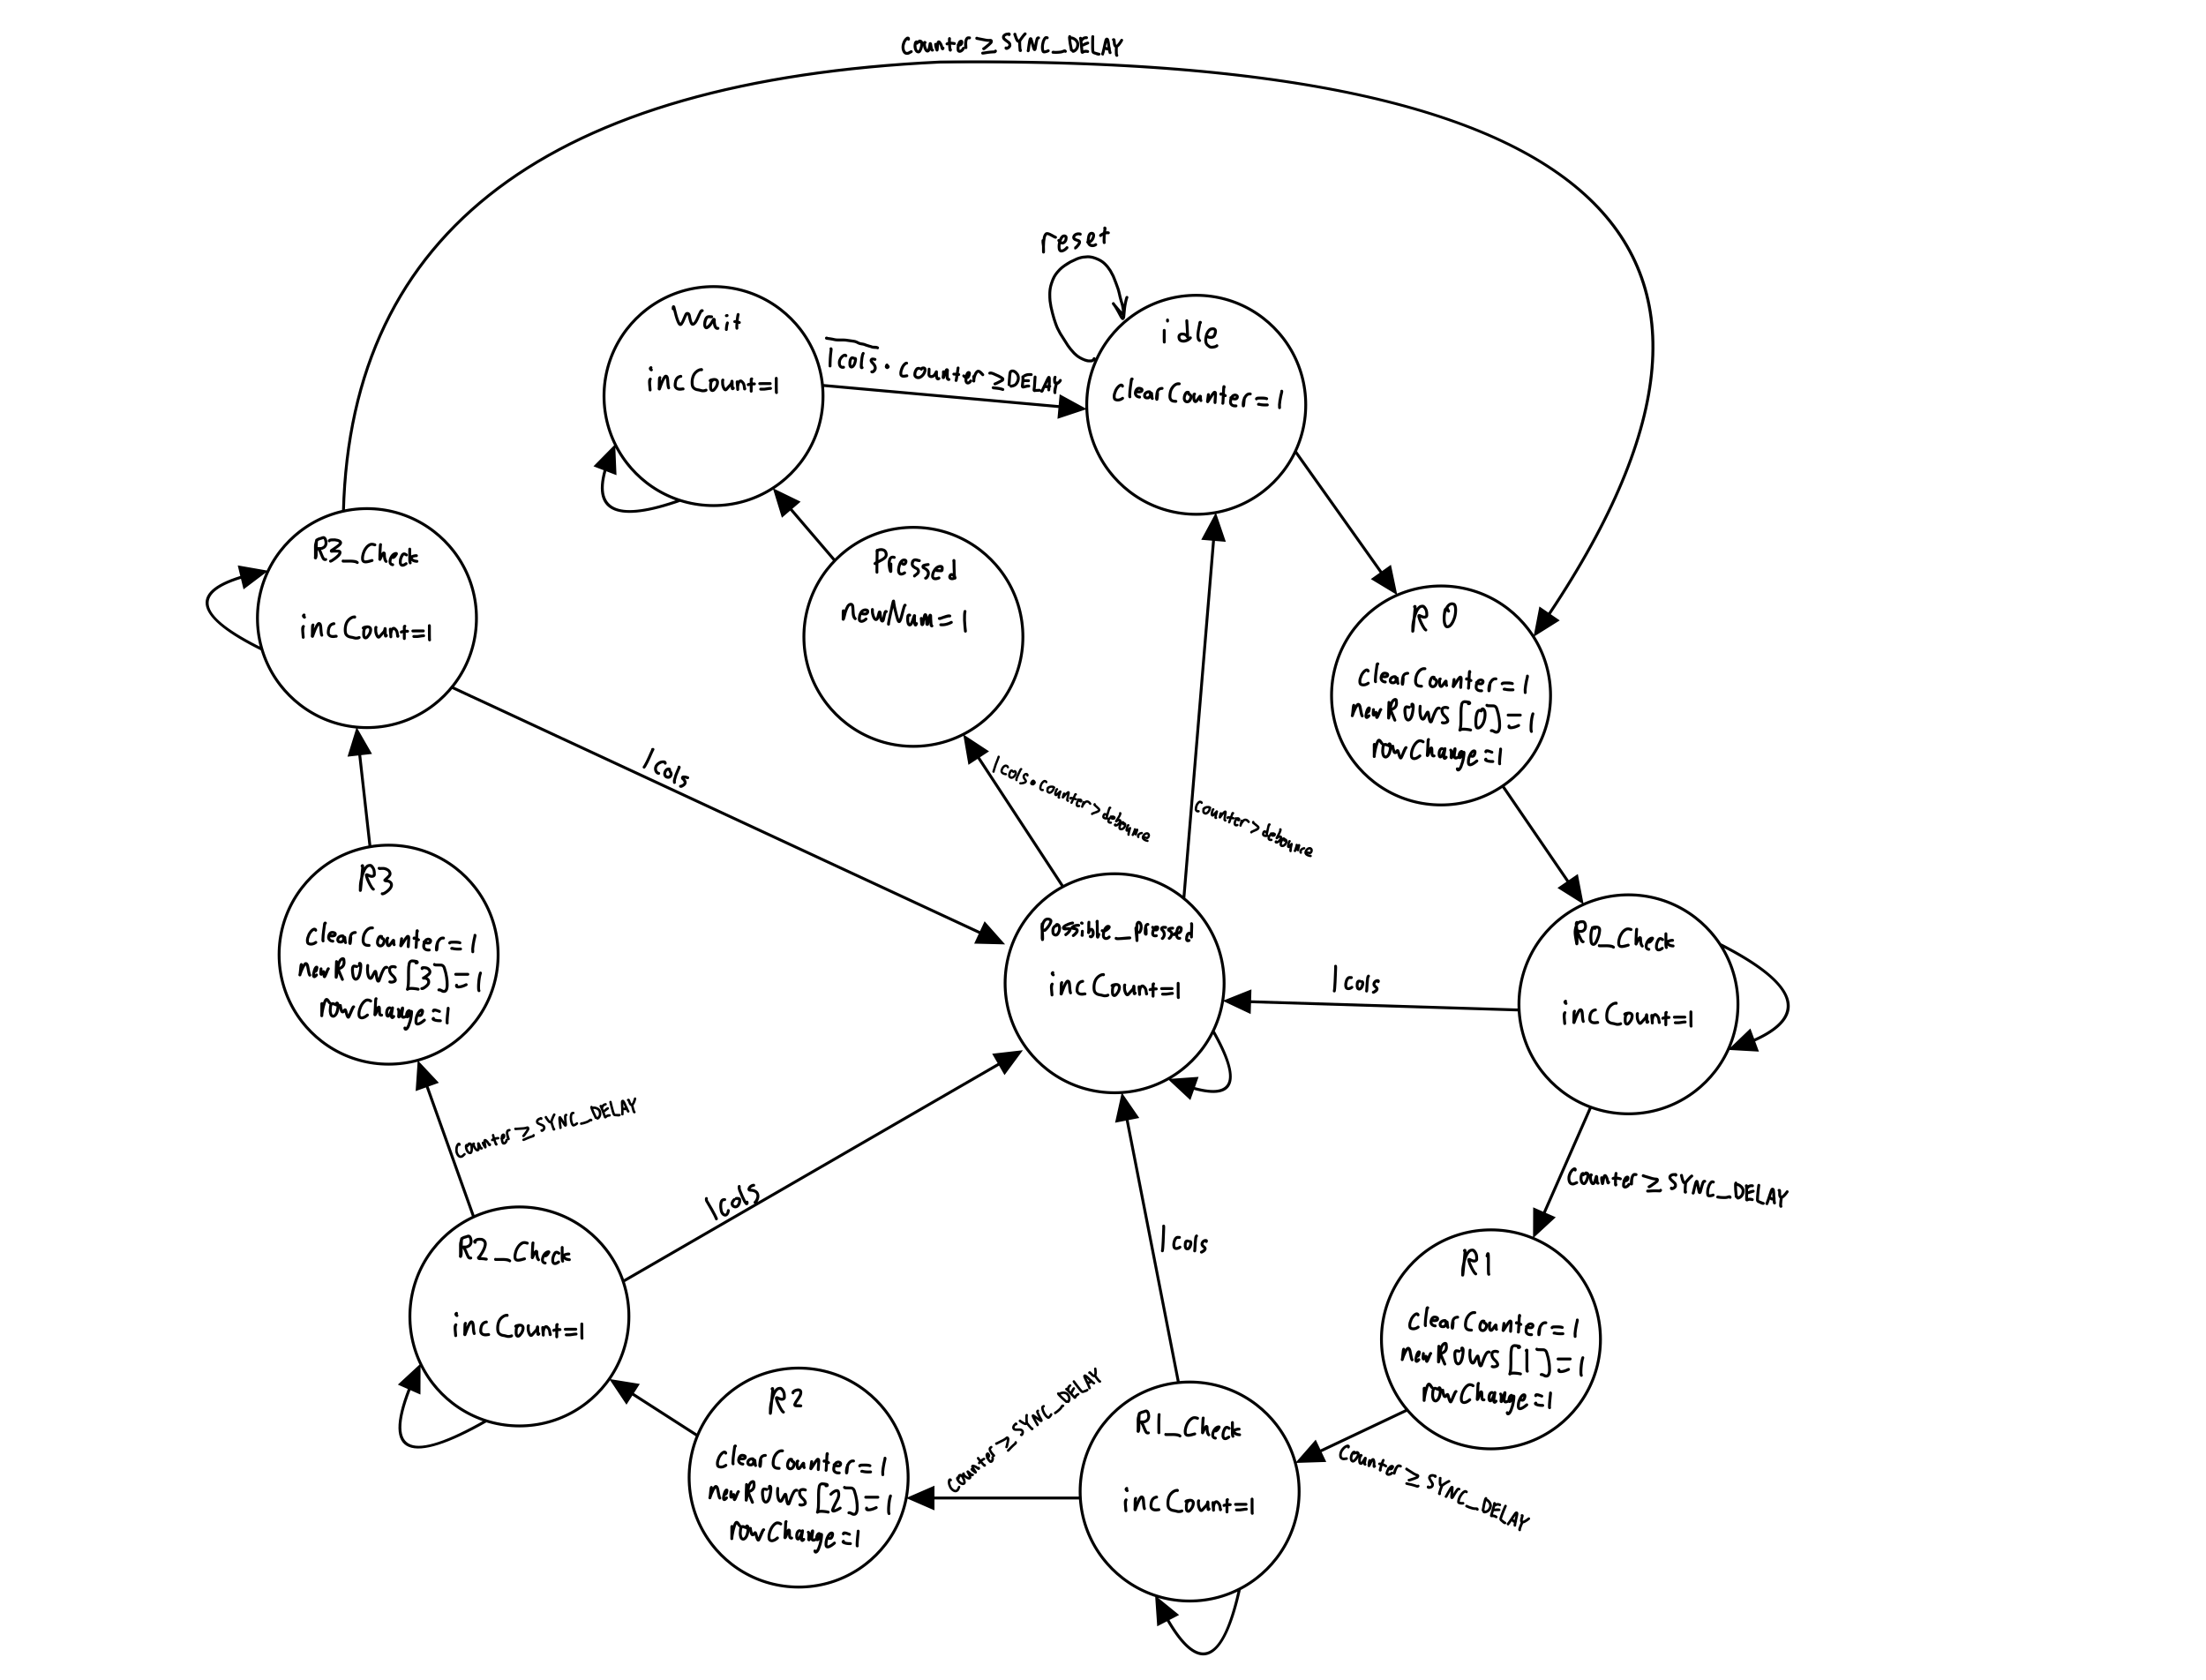 Counter ≥ SYNC_DELAY
reset
Wait
incCount=1
|cols • counter ≥ DELAY
idle
clearCounter = 1
R3_Check
incCount=1
Pressed
newNum = 1
R0
clearCounter = 1
newRows [0] = 1
rowChange = 1
|cols
|cols • counter > debounce
counter > debounce
R3
clearCounter = 1
newRows [3] = 1
rowChange = 1
Possible_pressed
incCount=1
|cols
R0_Check
incCount=1
Counter ≥ SYNC_DELAY
|cols
Counter ≥ SYNC_DELAY
|cols
R2_Check
incCount=1
R1
clearCounter = 1
newRows [1] = 1
rowChange = 1
R2
clearCounter = 1
newRows [2] = 1
rowChange = 1
Counter ≥ SYNC_DELAY
R1_Check
incCount=1
Counter ≥ SYNC_DELAY